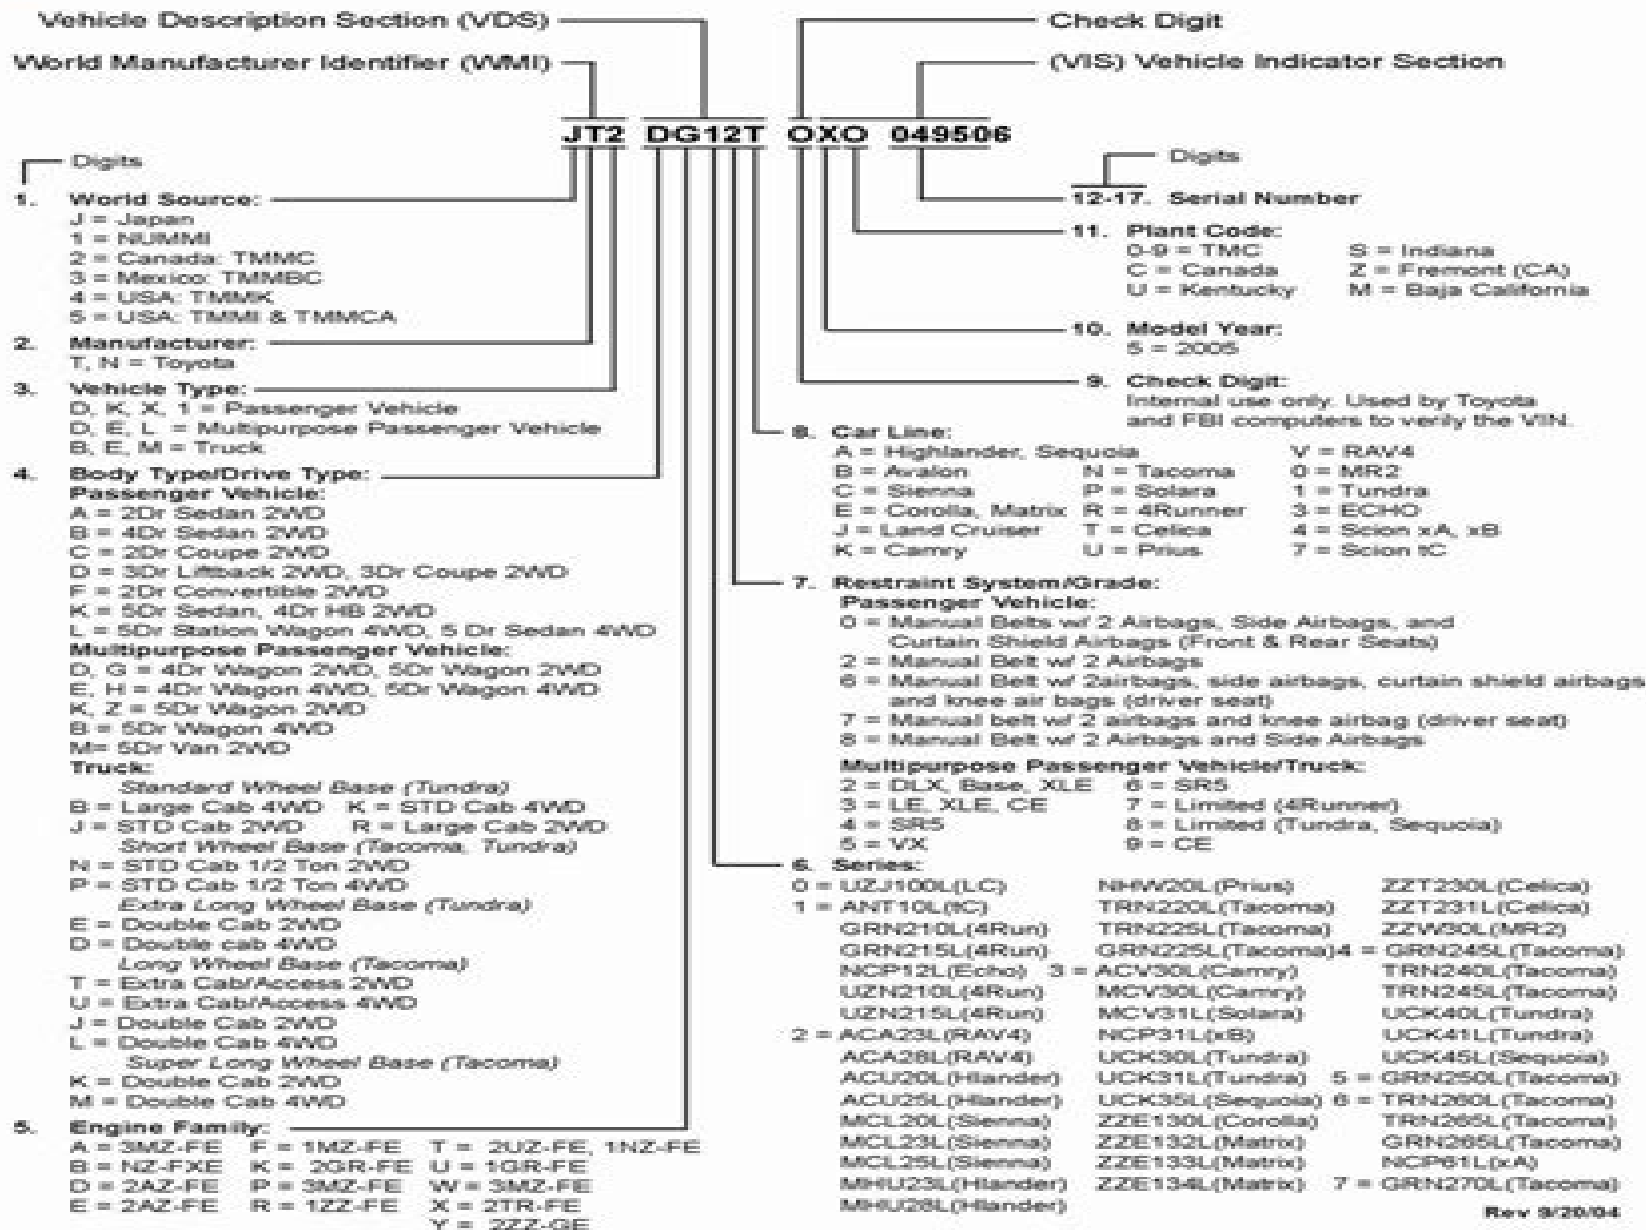 Vehicle Description Section (VDS)
Check Digit
World Manufacturer Identifier (WMI)
(VIS) Vehicle Indicator Section
JT2 DG12T OXO 049506
Digits
1. World Source:
J = Japan
1 = NUMMI
2 = Canada: TMMC
3 = Mexico: TMMBC
4 = USA: TMMK
5 = USA: TMMI & TMMCA
2. Manufacturer:
T, N = Toyota
3. Vehicle Type:
D, K, X, 1 = Passenger Vehicle
D, E, L = Multipurpose Passenger Vehicle
B, E, M = Truck
4. Body Type/Drive Type:
Passenger Vehicle:
A = 2Dr Sedan 2WD
B = 4Dr Sedan 2WD
C = 2Dr Coupe 2WD
D = 3Dr Liftback 2WD, 3Dr Coupe 2WD
F = 2Dr Convertible 2WD
K = 5Dr Sedan, 4Dr HB 2WD
L = 5Dr Station Wagon 4WD, 5 Dr Sedan 4WD
Multipurpose Passenger Vehicle:
D, G = 4Dr Wagon 2WD, 5Dr Wagon 2WD
E, H = 4Dr Wagon 4WD, 5Dr Wagon 4WD
K, Z = 5Dr Wagon 2WD
B = 5Dr Wagon 4WD
M= 5Dr Van 2WD
Truck:
Standard Wheel Base (Tundra)
B = Large Cab 4WD K = STD Cab 4WD
J = STD Cab 2WD R = Large Cab 2WD
Short Wheel Base (Tacoma, Tundra)
N = STD Cab 1/2 Ton 2WD
P = STD Cab 1/2 Ton 4WD
Extra Long Wheel Base (Tundra)
E = Double Cab 2WD
D = Double cab 4WD
Long Wheel Base (Tacoma)
T = Extra Cab/Access 2WD
U = Extra Cab/Access 4WD
J = Double Cab 2WD
L = Double Cab 4WD
Super Long Wheel Base (Tacoma)
K = Double Cab 2WD
M = Double Cab 4WD
5. Engine Family:
A = 3MZ-FE F = 1MZ-FE T = 2UZ-FE, 1NZ-FE
B = NZ-FXE K = 2GR-FE U = 1GR-FE
D = 2AZ-FE P = 3MZ-FE W = 3MZ-FE
E = 2AZ-FE R = 1ZZ-FE X = 2TR-FE
Y = 2ZZ-GE
Digits
12-17. Serial Number
11. Plant Code:
0-9 = TMC S = Indiana
C = Canada Z = Fremont (CA)
U = Kentucky M = Baja California
10. Model Year:
5 = 2005
9. Check Digit:
Internal use only. Used by Toyota
and FBI computers to verify the VIN.
8. Car Line:
A = Highlander, Sequoia V = RAV4
B = Avalon N = Tacoma 0 = MR2
C = Sienna P = Solara 1 = Tundra
E = Corolla, Matrix R = 4Runner 3 = ECHO
J = Land Cruiser T = Celica 4 = Scion xA, xB
K = Camry U = Prius 7 = Scion tC
7. Restraint System/Grade:
Passenger Vehicle:
0 = Manual Belts w/ 2 Airbags, Side Airbags, and
Curtain Shield Airbags (Front & Rear Seats)
2 = Manual Belt w/ 2 Airbags
6 = Manual Belt w/ 2airbags, side airbags, curtain shield airbags
and knee air bags (driver seat)
7 = Manual belt w/ 2 airbags and knee airbag (driver seat)
8 = Manual Belt w/ 2 Airbags and Side Airbags
Multipurpose Passenger Vehicle/Truck:
2 = DLX, Base, XLE 6 = SR5
3 = LE, XLE, CE 7 = Limited (4Runner)
4 = SR5 8 = Limited (Tundra, Sequoia)
5 = VX 9 = CE
6. Series:
0 = UZJ100L(LC) NHW20L(Prius) ZZT230L(Celica)
1 = ANT10L(tC) TRN220L(Tacoma) ZZT231L(Celica)
GRN210L(4Run) TRN225L(Tacoma) ZZW30L(MR2)
GRN215L(4Run) GRN225L(Tacoma) 4 = GRN245L(Tacoma)
NCP12L(Echo) 3 = ACV30L(Camry) TRN240L(Tacoma)
UZN210L(4Run) MCV30L(Camry) TRN245L(Tacoma)
UZN215L(4Run) MCV31L(Solara) UCK40L(Tundra)
2 = ACA23L(RAV4) NCP31L(xB) UCK41L(Tundra)
ACA28L(RAV4) UCK30L(Tundra) UCK45L(Sequoia)
ACU20L(Hlander) UCK31L(Tundra) 5 = GRN250L(Tacoma)
ACU25L(Hlander) UCK35L(Sequoia) 6 = TRN260L(Tacoma)
MCL20L(Sienna) ZZE130L(Corolla) TRN265L(Tacoma)
MCL23L(Sienna) ZZE132L(Matrix) GRN265L(Tacoma)
MCL25L(Sienna) ZZE133L(Matrix) NCP61L(xA)
MHU23L(Hlander) ZZE134L(Matrix) 7 = GRN270L(Tacoma)
MHU28L(Hlander)
Rev 9/20/04